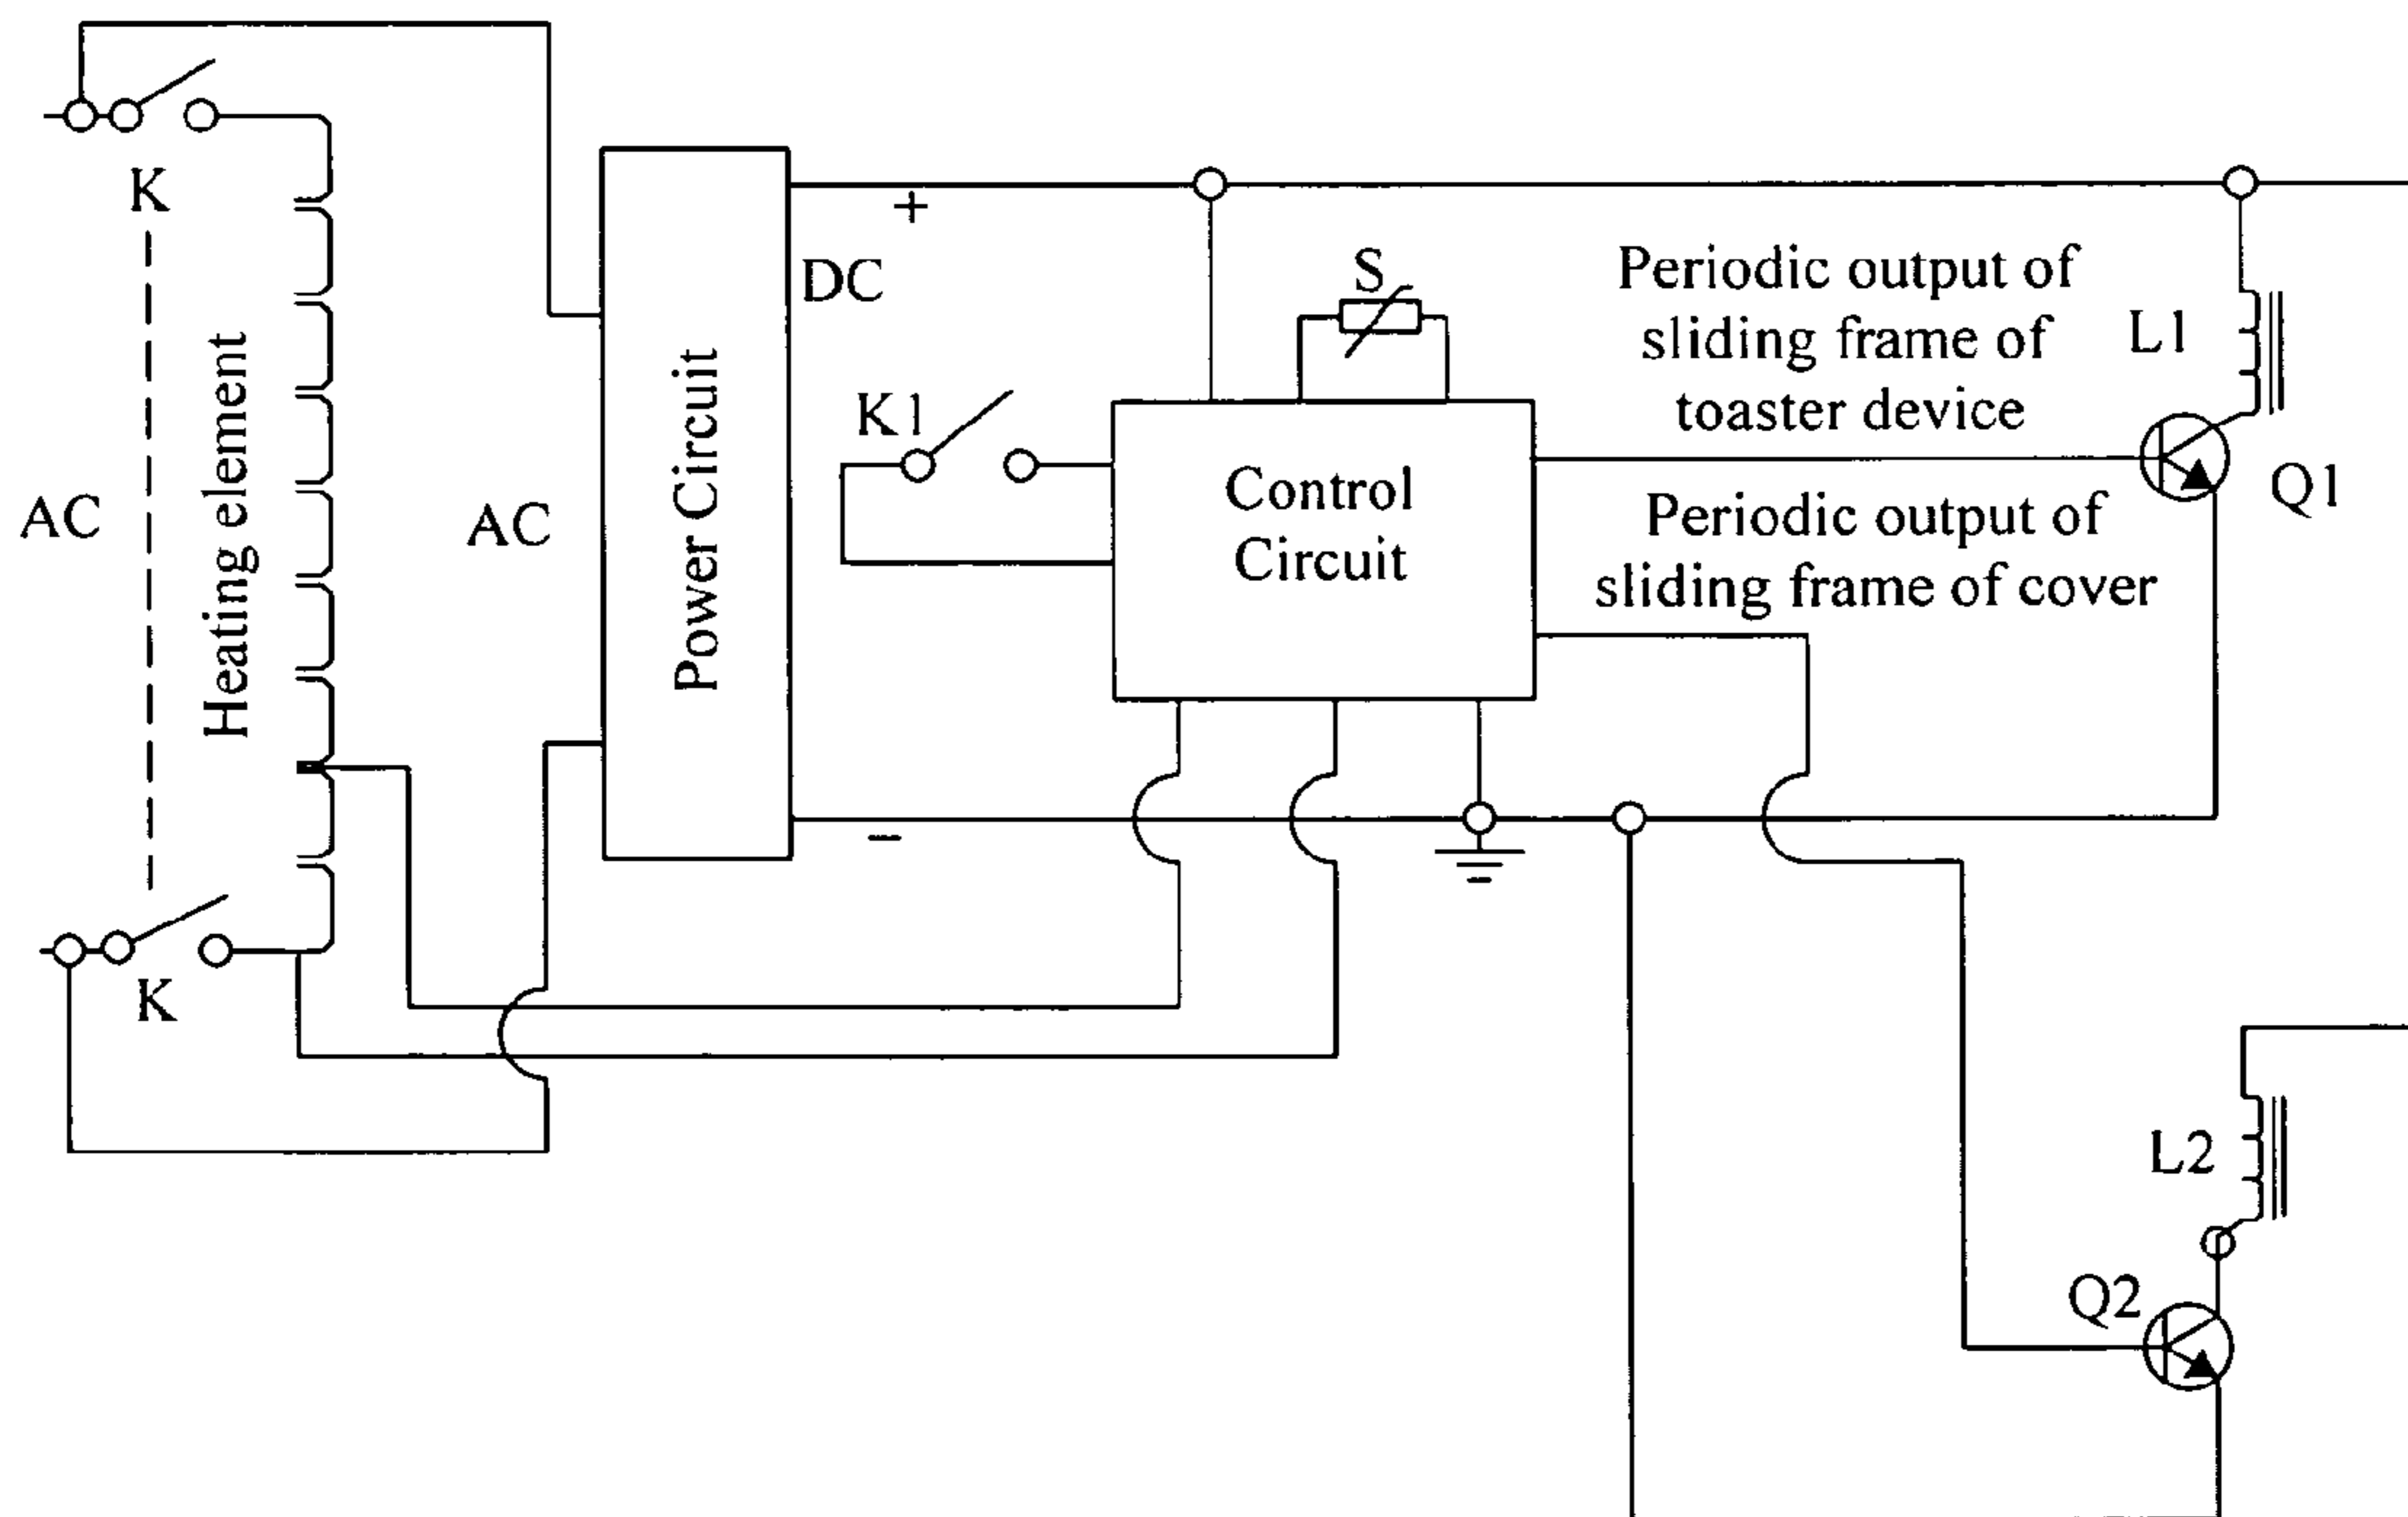 K
AC
Heating element
K
AC
Power Circuit
DC
+
−
K1
S
Control
Circuit
Periodic output of
sliding frame of
toaster device
L1
Q1
Periodic output of
sliding frame of cover
L2
Q2